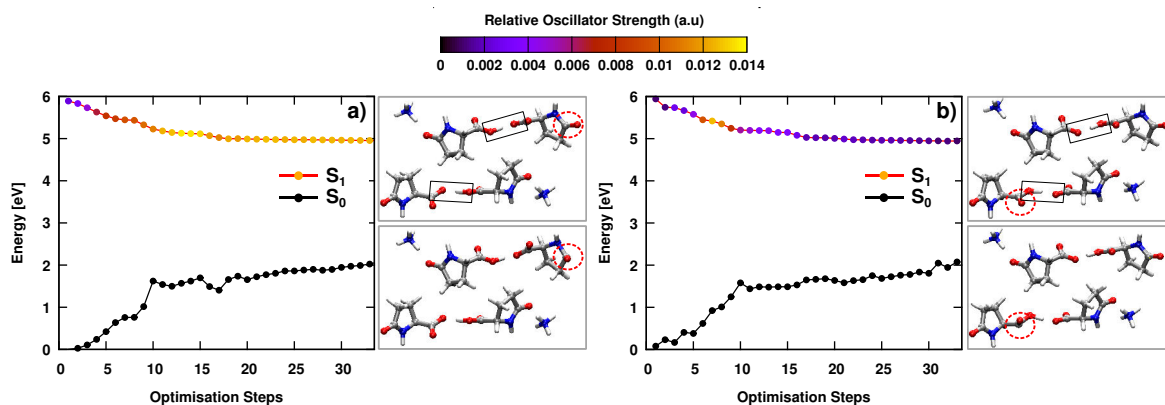 Relative Oscillator Strength (a.u)
0 0.002 0.004 0.006 0.008 0.01 0.012 0.014
a)
Energy [eV]
6
5
4
3
2
1
0
S1
S0
0 5 10 15 20 25 30
Optimisation Steps
b)
Energy [eV]
6
5
4
3
2
1
0
S1
S0
0 5 10 15 20 25 30
Optimisation Steps